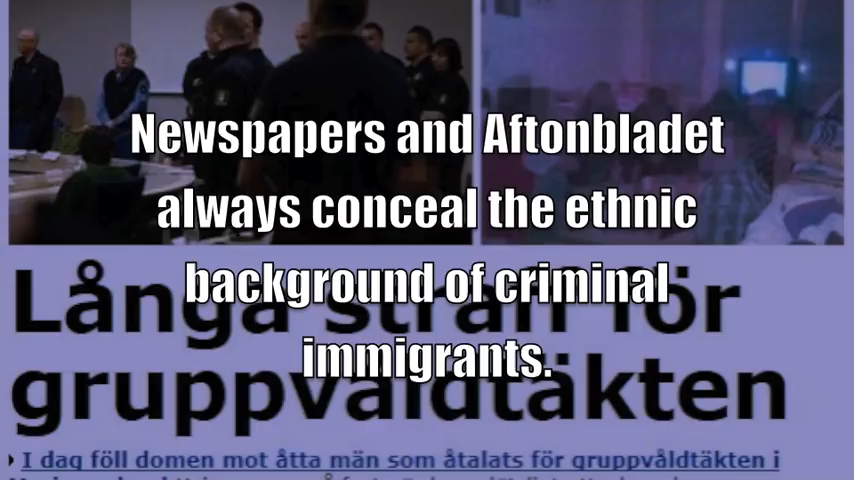 Newspapers and Aftonbladet
always conceal the ethnic
background of criminal
immigrants.
Långa straff för
gruppvåldtäkten
I dag föll domen mot åtta män som åtalats för gruppvåldtäkten i